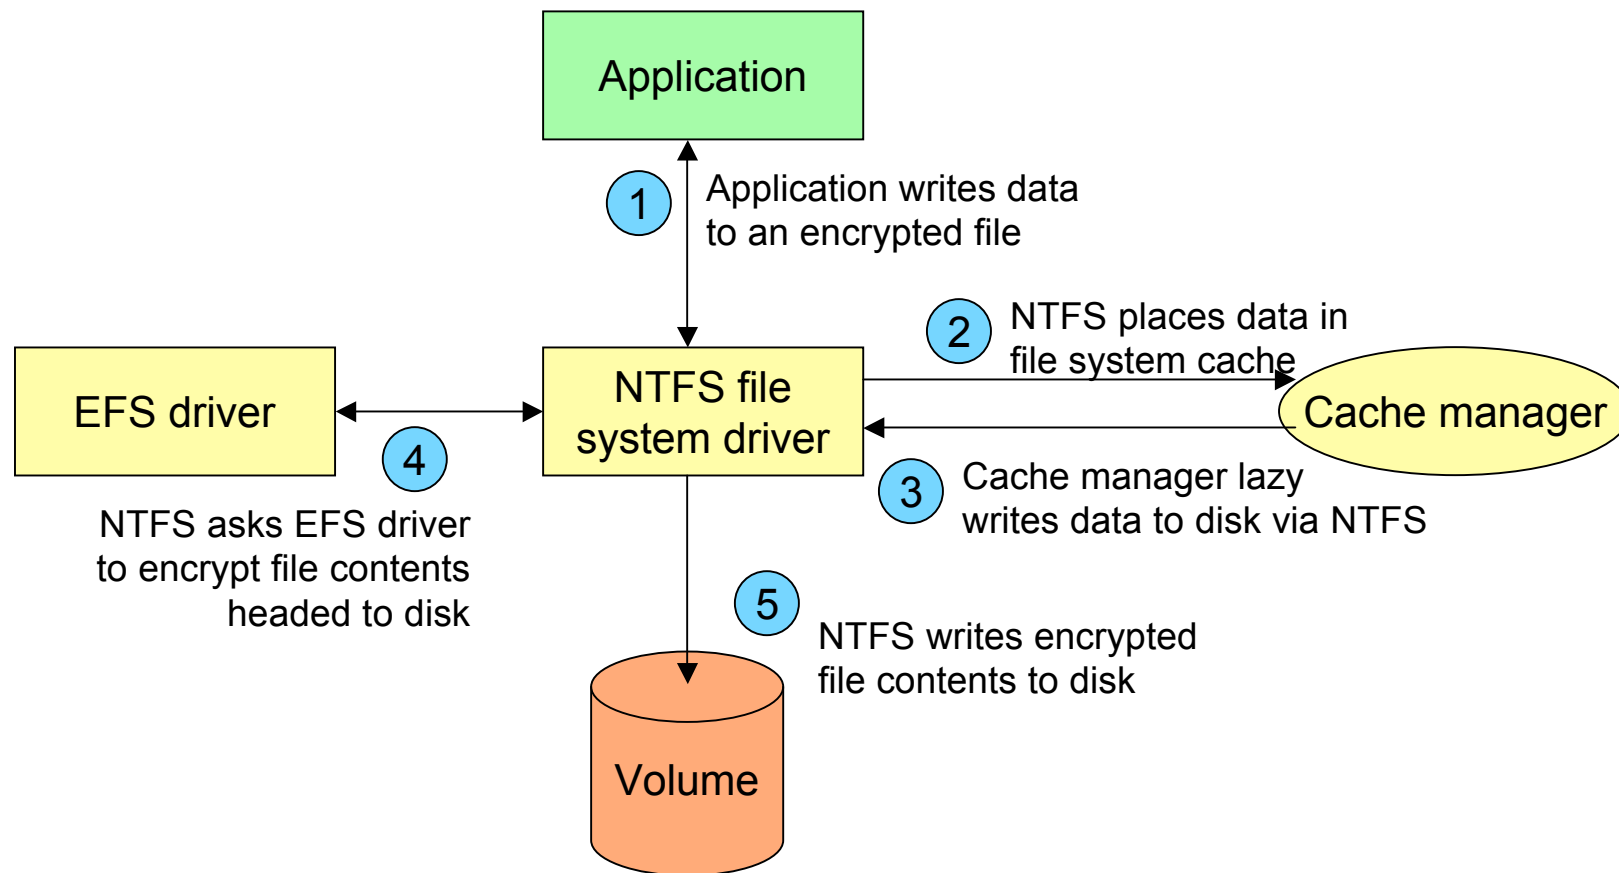 Application
1
Application writes data
to an encrypted file
2
NTFS places data in
file system cache
EFS driver
NTFS file
system driver
Cache manager
4
3
Cache manager lazy
writes data to disk via NTFS
NTFS asks EFS driver
to encrypt file contents
headed to disk
5
NTFS writes encrypted
file contents to disk
Volume